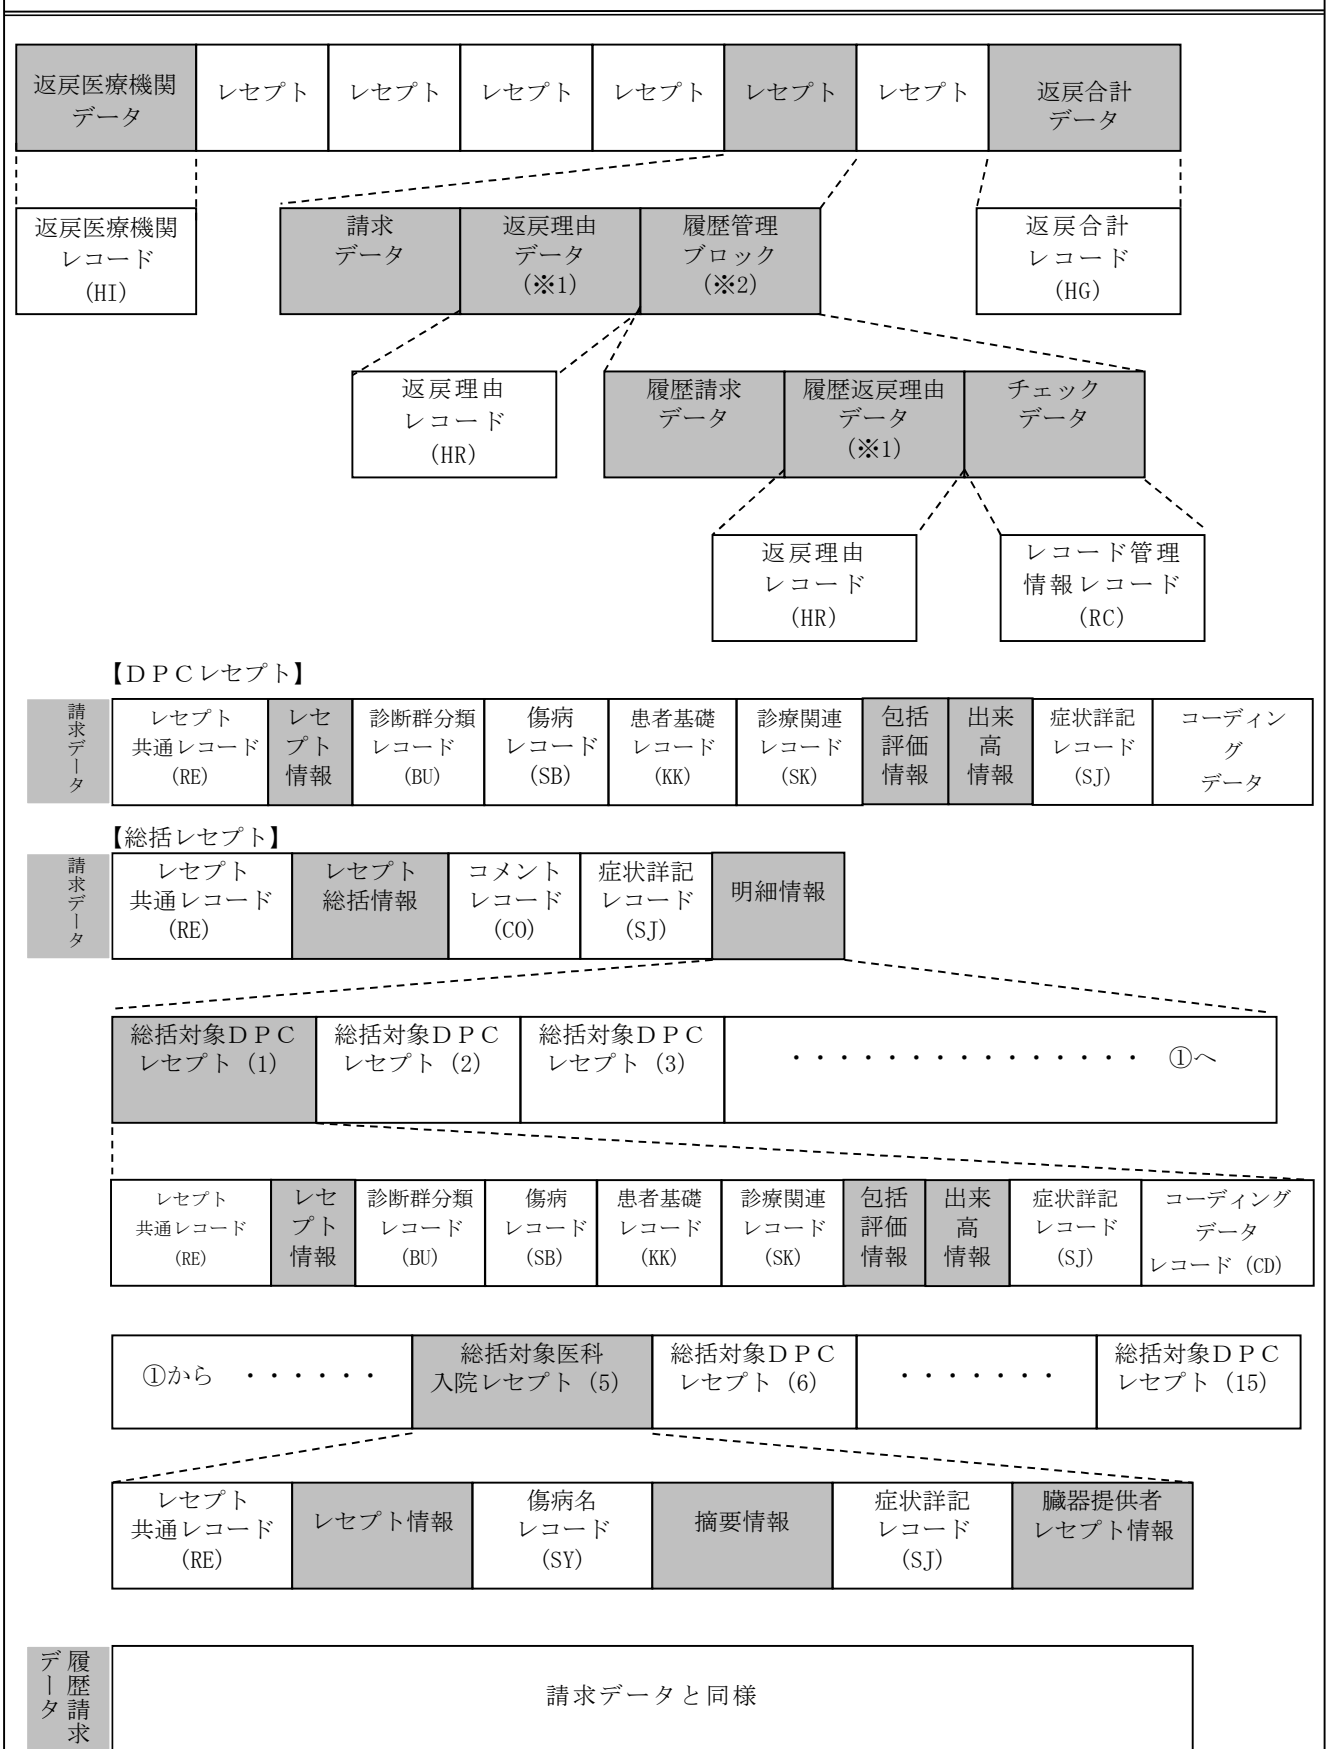 返戻医療機関
データ
レセプト
レセプト
レセプト
レセプト
レセプト
レセプト
返戻合計
データ
返戻医療機関
レコード
(HI)
請求
データ
返戻理由
データ
(※1)
履歴管理
ブロック
(※2)
返戻合計
レコード
(HG)
返戻理由
レコード
(HR)
履歴請求
データ
履歴返戻理由
データ
(※1)
チェック
データ
返戻理由
レコード
(HR)
レコード管理
情報レコード
(RC)
【ＤＰＣレセプト】
請求データ
レセプト
共通レコード
(RE)
レセ
プト
情報
診断群分類
レコード
(BU)
傷病
レコード
(SB)
患者基礎
レコード
(KK)
診療関連
レコード
(SK)
包括
評価
情報
出来
高
情報
症状詳記
レコード
(SJ)
コーディン
グ
データ
【総括レセプト】
請求データ
レセプト
共通レコード
(RE)
レセプト
総括情報
コメント
レコード
(CO)
症状詳記
レコード
(SJ)
明細情報
総括対象ＤＰＣ
レセプト (1)
総括対象ＤＰＣ
レセプト (2)
総括対象ＤＰＣ
レセプト (3)
・・・・・・・・・・・・・・・ ①へ
レセプト
共通レコード
(RE)
レセ
プト
情報
診断群分類
レコード
(BU)
傷病
レコード
(SB)
患者基礎
レコード
(KK)
診療関連
レコード
(SK)
包括
評価
情報
出来
高
情報
症状詳記
レコード
(SJ)
コーディング
データ
レコード (CD)
①から ・・・・・・
総括対象医科
入院レセプト (5)
総括対象ＤＰＣ
レセプト (6)
・・・・・・・
総括対象ＤＰＣ
レセプト (15)
レセプト
共通レコード
(RE)
レセプト情報
傷病名
レコード
(SY)
摘要情報
症状詳記
レコード
(SJ)
臓器提供者
レセプト情報
履歴請求
データ
請求データと同様